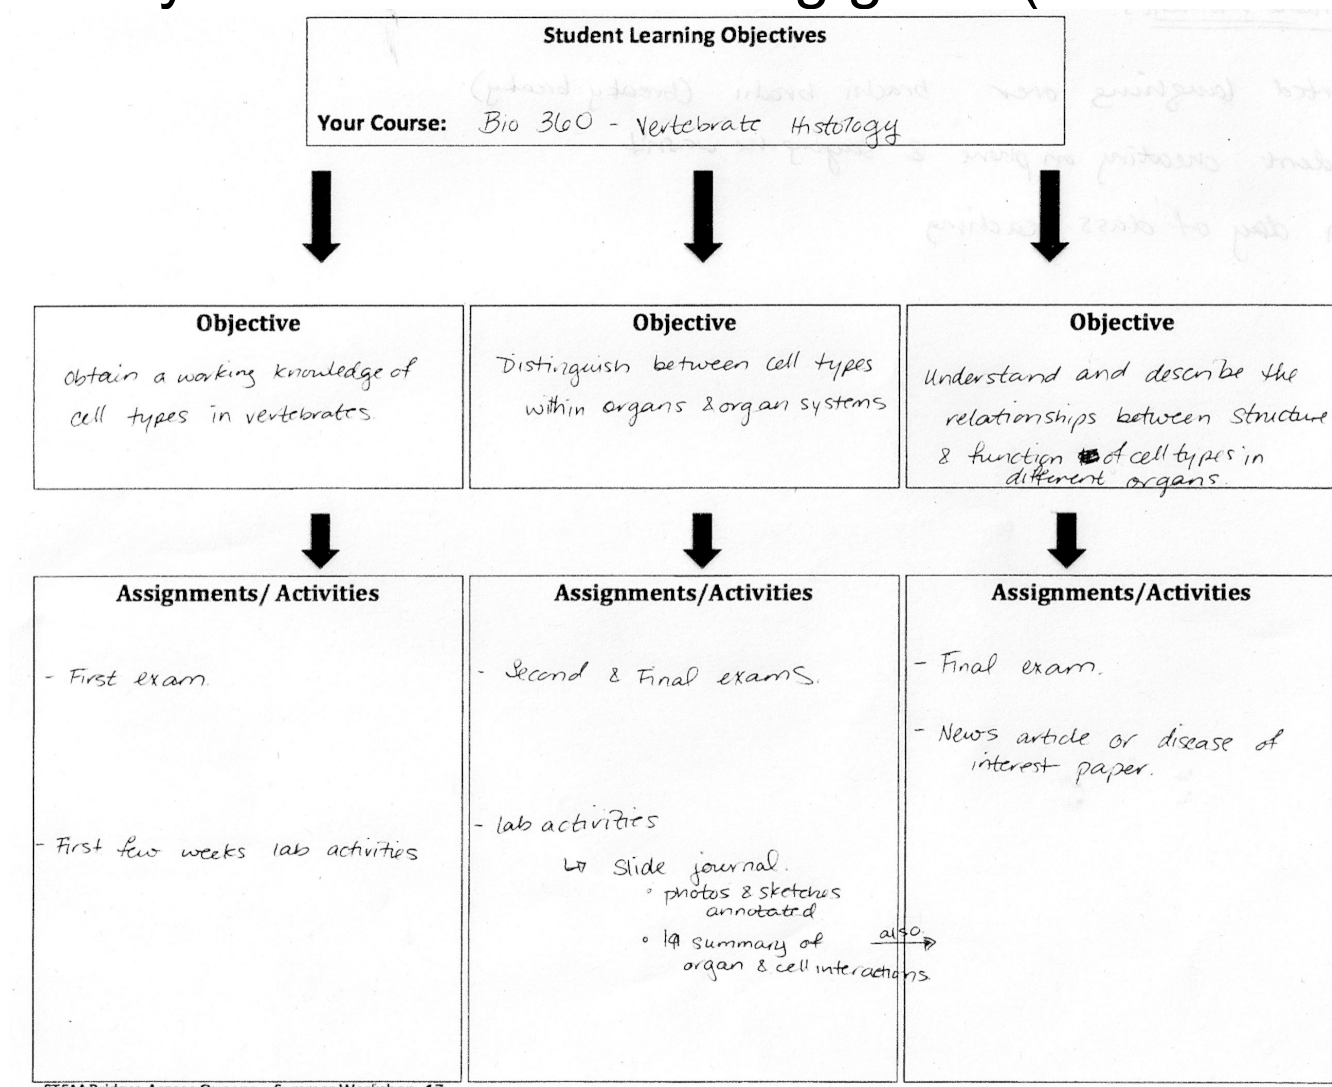 Student Learning Objectives
Your Course: Bio 360 - Vertebrate Histology
Objective
Obtain a working knowledge of
cell types in vertebrates.
Objective
Distinguish between cell types
within organs & organ systems
Objective
Understand and describe the
relationships between structure
& function of cell types in
different organs.
Assignments/ Activities
- First exam.
- First few weeks lab activities
Assignments/Activities
- Second & Final exams.
- lab activities
↳ Slide journal.
• photos & sketches
annotated
• 1¶ summary of
organ & cell interactions.
also →
Assignments/Activities
- Final exam.
- News article or disease of
interest paper.